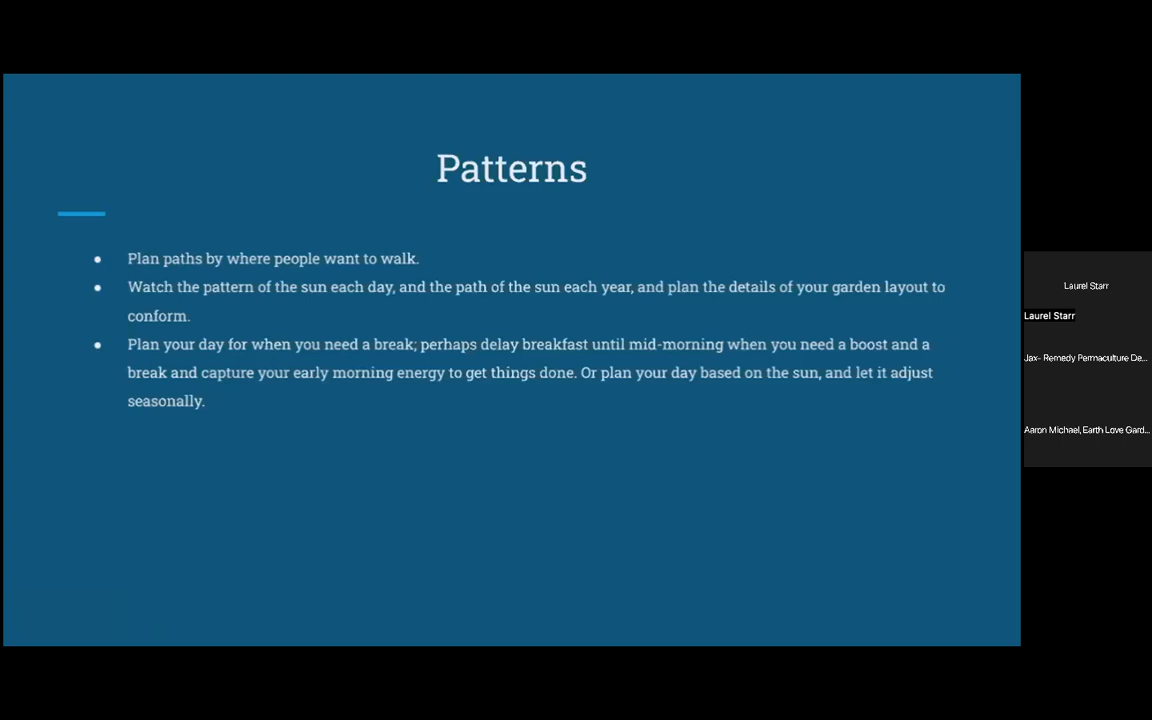 Patterns
● Plan paths by where people want to walk.
● Watch the pattern of the sun each day, and the path of the sun each year, and plan the details of your garden layout to
conform.
● Plan your day for when you need a break; perhaps delay breakfast until mid-morning when you need a boost and a
break and capture your early morning energy to get things done. Or plan your day based on the sun, and let it adjust
seasonally.
Laurel Starr
Laurel Starr
Jax- Remedy Permaculture De...
Aaron Michael, Earth Love Gard...